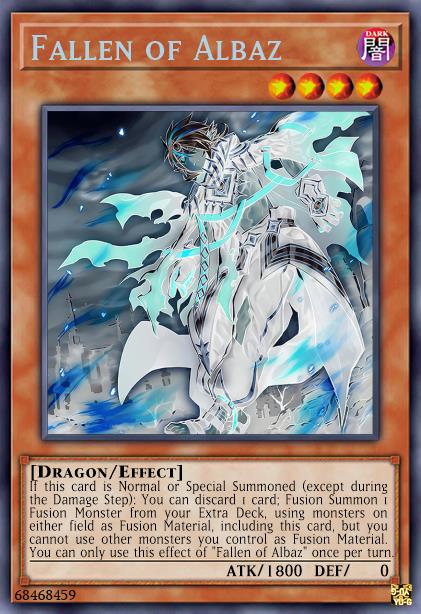 Fallen of Albaz
DARK
闇
[Dragon/Effect]
If this card is Normal or Special Summoned (except during
the Damage Step): You can discard 1 card; Fusion Summon 1
Fusion Monster from your Extra Deck, using monsters on
either field as Fusion Material, including this card, but you
cannot use other monsters you control as Fusion Material.
You can only use this effect of "Fallen of Albaz" once per turn.
ATK/1800 DEF/ 0
68468459